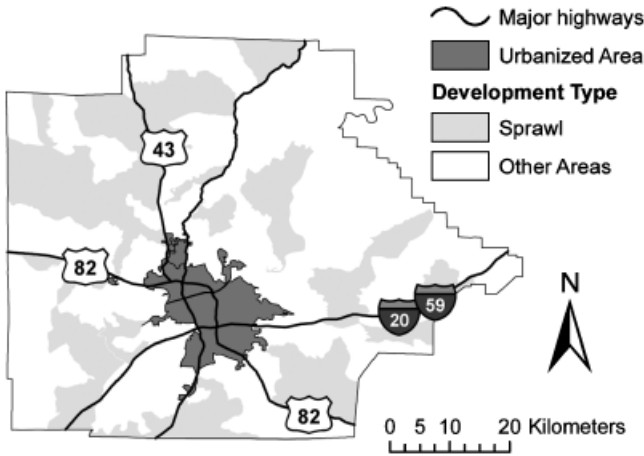 Major highways
Urbanized Area
Development Type
Sprawl
Other Areas
43
82
59
20
N
82
0 5 10 20 Kilometers